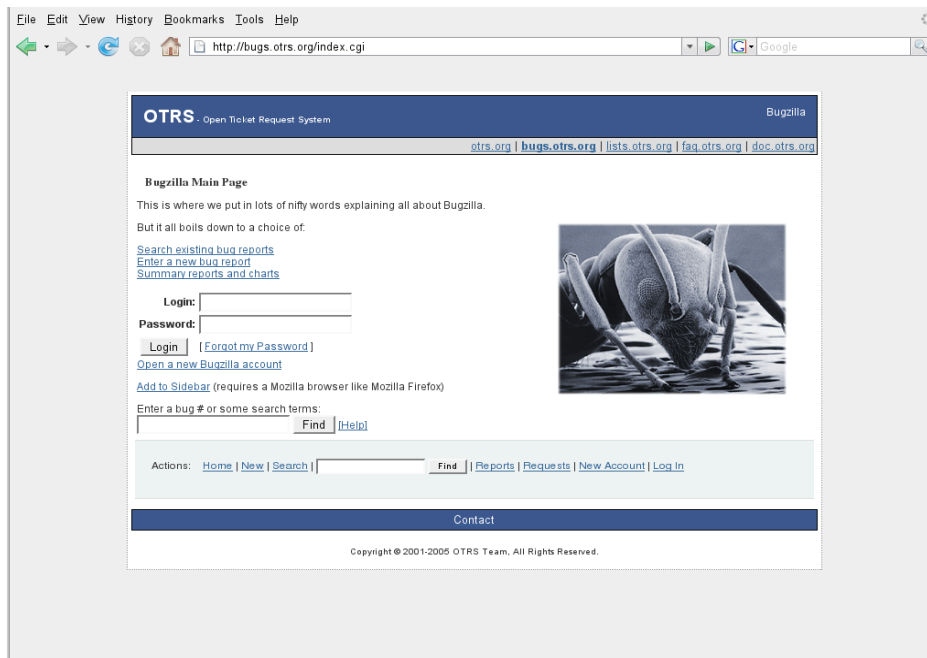 File Edit View History Bookmarks Tools Help
http://bugs.otrs.org/index.cgi
G Google
OTRS - Open Ticket Request System
Bugzilla
otrs.org | bugs.otrs.org | lists.otrs.org | faq.otrs.org | doc.otrs.org
Bugzilla Main Page
This is where we put in lots of nifty words explaining all about Bugzilla.
But it all boils down to a choice of:
Search existing bug reports
Enter a new bug report
Summary reports and charts
Login:
Password:
Login [ Forgot my Password ]
Open a new Bugzilla account
Add to Sidebar (requires a Mozilla browser like Mozilla Firefox)
Enter a bug # or some search terms:
Find [Help]
Actions: Home | New | Search | Find | Reports | Requests | New Account | Log In
Contact
Copyright © 2001-2005 OTRS Team, All Rights Reserved.